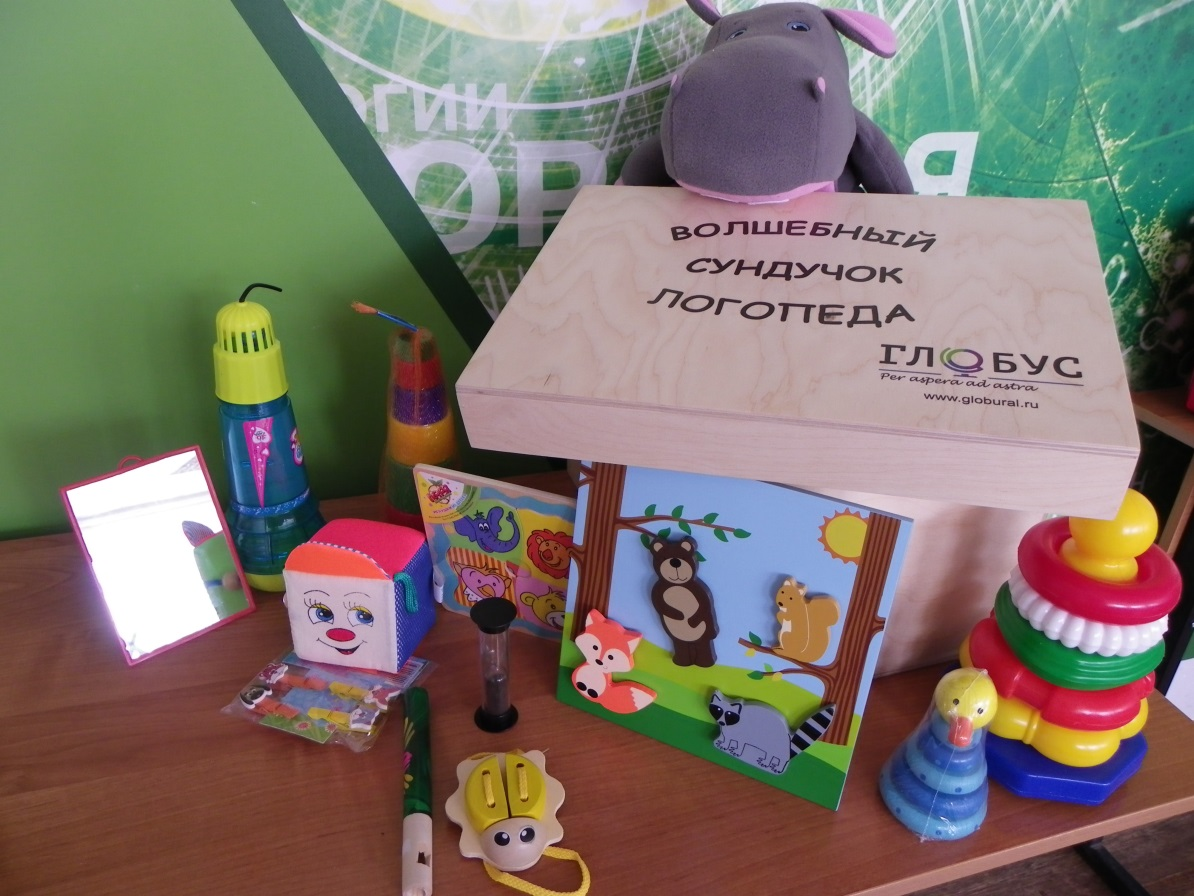 ВОЛШЕБНЫЙ
СУНДУЧОК
ЛОГОПЕДА
ГЛОБУС
Per aspera ad astra
www.globural.ru